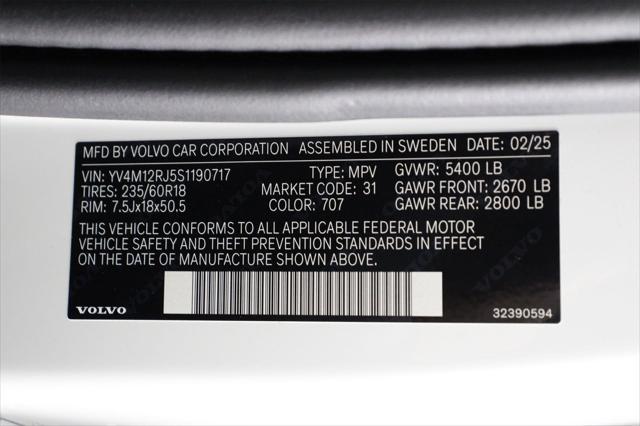 MFD BY VOLVO CAR CORPORATION ASSEMBLED IN SWEDEN DATE: 02/25
VIN: YV4M12RJ5S1190717 TYPE: MPV GVWR: 5400 LB
TIRES: 235/60R18 MARKET CODE: 31 GAWR FRONT: 2670 LB
RIM: 7.5Jx18x50.5 COLOR: 707 GAWR REAR: 2800 LB
THIS VEHICLE CONFORMS TO ALL APPLICABLE FEDERAL MOTOR
VEHICLE SAFETY AND THEFT PREVENTION STANDARDS IN EFFECT
ON THE DATE OF MANUFACTURE SHOWN ABOVE.
VOLVO 32390594